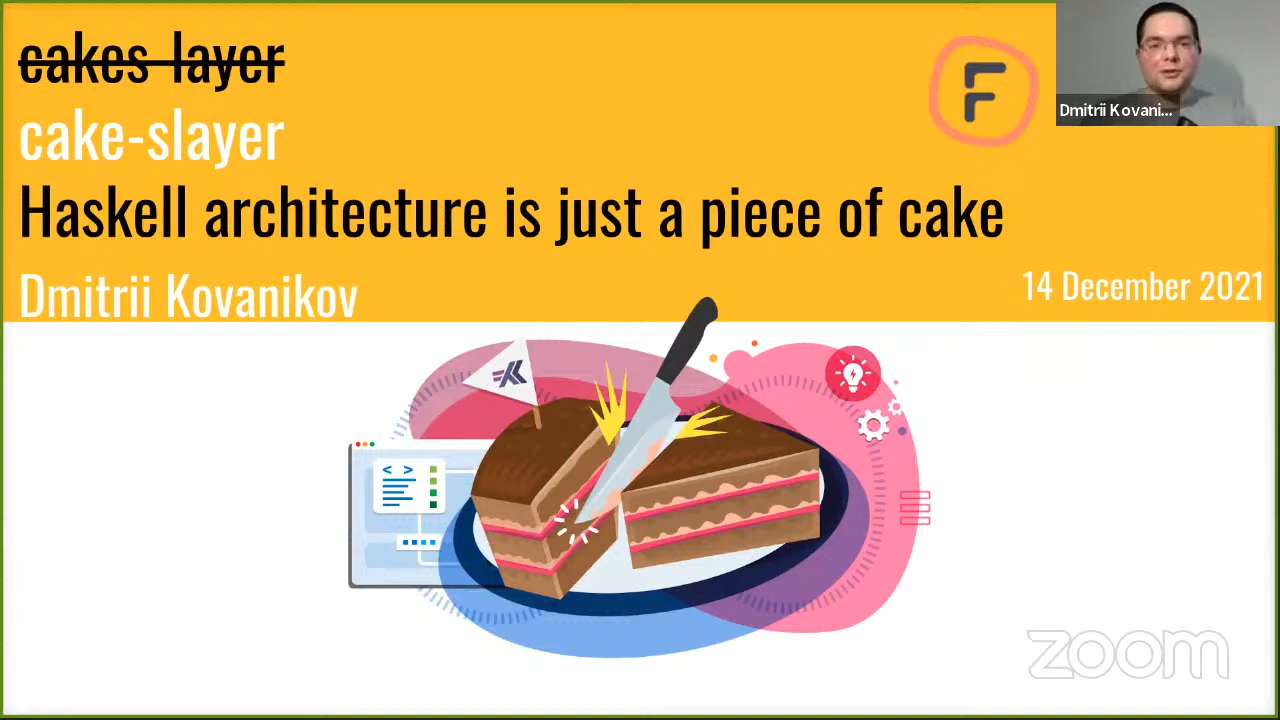 cakes-layer
cake-slayer
Haskell architecture is just a piece of cake
Dmitrii Kovanikov
14 December 2021
F
Dmitrii Kovani...
< >
zoom